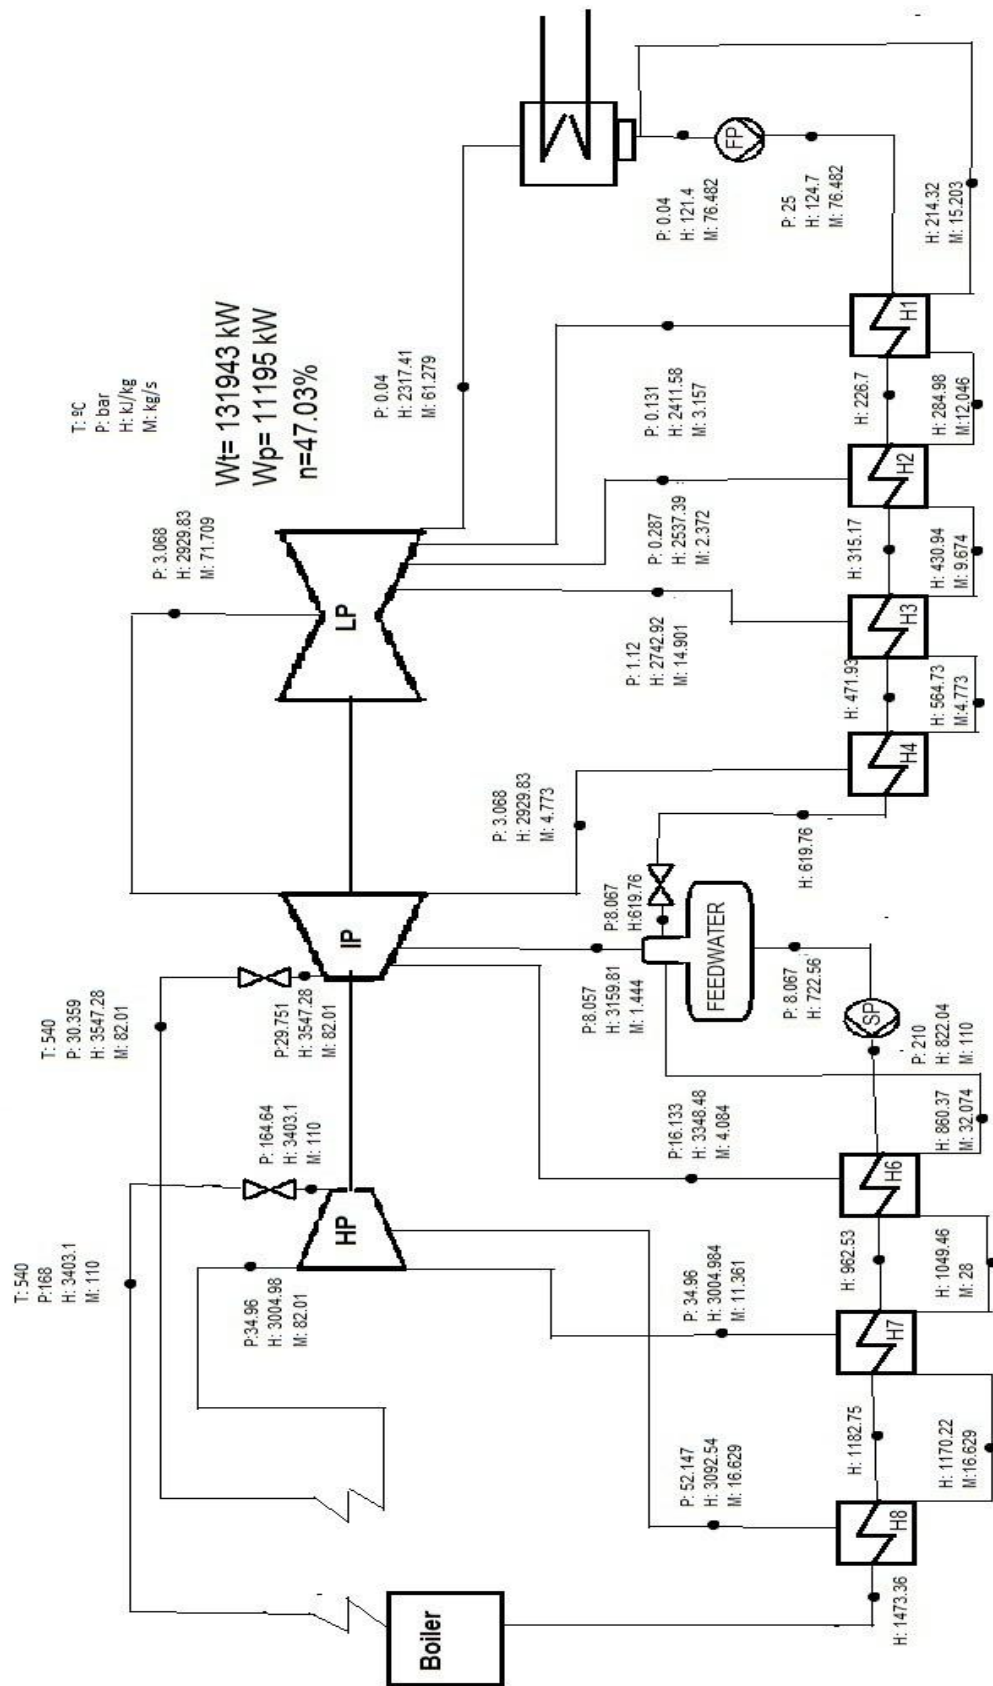 T: ºC
P: bar
H: kJ/kg
M: kg/s
Wt= 131943 kW
Wp= 11195 kW
n=47.03%
T: 540
P:168
H: 3403.1
M: 110
P: 164.64
H: 3403.1
M: 110
T: 540
P: 30.359
H: 3547.28
M: 82.01
P:29.751
H: 3547.28
M: 82.01
P: 3.068
H: 2929.83
M: 71.709
HP
IP
LP
P:34.96
H: 3004.98
M: 82.01
P: 0.04
H: 2317.41
M: 61.279
P: 52.147
H: 3092.54
M: 16.629
P: 34.96
H: 3004.984
M: 11.361
P:16.133
H: 3348.48
M: 4.084
P:8.057
H: 3159.81
M: 1.444
P:8.067
H:619.76
P: 3.068
H: 2929.83
M: 4.773
P: 1.12
H: 2742.92
M: 14.901
P: 0.287
H: 2537.39
M: 2.372
P: 0.131
H: 2411.58
M: 3.157
P: 0.04
H: 121.4
M: 76.482
FP
P: 25
H: 124.7
M: 76.482
Boiler
FEEDWATER
P: 8.067
H: 722.56
SP
P: 210
H: 822.04
M: 110
H: 619.76
H8
H7
H6
H4
H3
H2
H1
H: 1473.36
H: 1182.75
H: 962.53
H: 471.93
H: 315.17
H: 226.7
H: 1170.22
M:16.629
H: 1049.46
M: 28
H: 860.37
M: 32.074
H: 564.73
M:4.773
H: 430.94
M: 9.674
H: 284.98
M:12.046
H: 214.32
M: 15.203